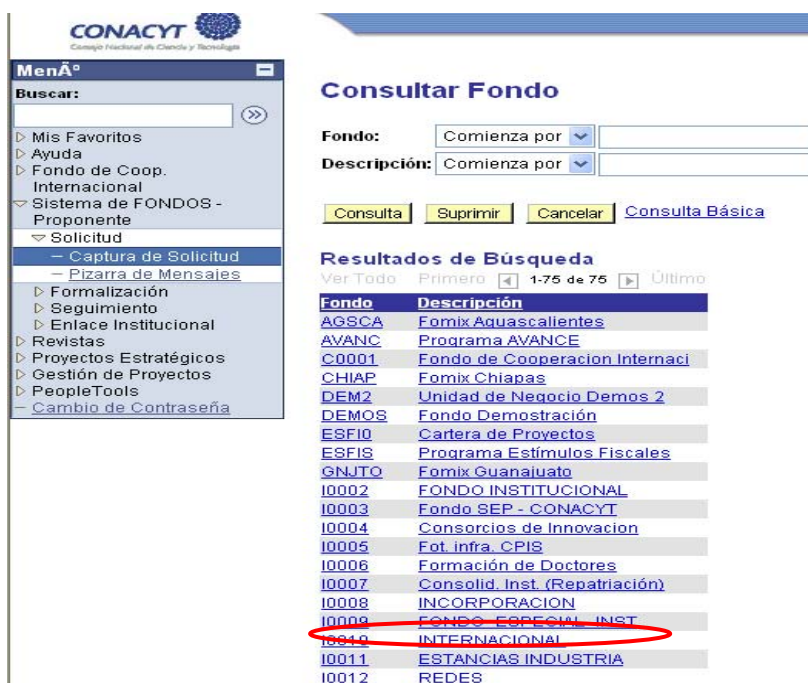 CONACYT
Consejo Nacional de Ciencia y Tecnología
MenÃº
Buscar:
Mis Favoritos
Ayuda
Fondo de Coop.
Internacional
Sistema de FONDOS -
Proponente
Solicitud
– Captura de Solicitud
– Pizarra de Mensajes
Formalización
Seguimiento
Enlace Institucional
Revistas
Proyectos Estratégicos
Gestión de Proyectos
PeopleTools
– Cambio de Contraseña
Consultar Fondo
Fondo: Comienza por
Descripción: Comienza por
Consulta Suprimir Cancelar Consulta Básica
Resultados de Búsqueda
Ver Todo Primero 1-75 de 75 Último
Fondo Descripción
AGSCA Fomix Aguascalientes
AVANC Programa AVANCE
C0001 Fondo de Cooperacion Internaci
CHIAP Fomix Chiapas
DEM2 Unidad de Negocio Demos 2
DEMOS Fondo Demostración
ESFI0 Cartera de Proyectos
ESFIS Programa Estímulos Fiscales
GNJTO Fomix Guanajuato
I0002 FONDO INSTITUCIONAL
I0003 Fondo SEP - CONACYT
I0004 Consorcios de Innovacion
I0005 Fot. infra. CPIS
I0006 Formación de Doctores
I0007 Consolid. Inst. (Repatriación)
I0008 INCORPORACION
I0009 FONDO ESPECIAL INST
I0010 INTERNACIONAL
I0011 ESTANCIAS INDUSTRIA
I0012 REDES